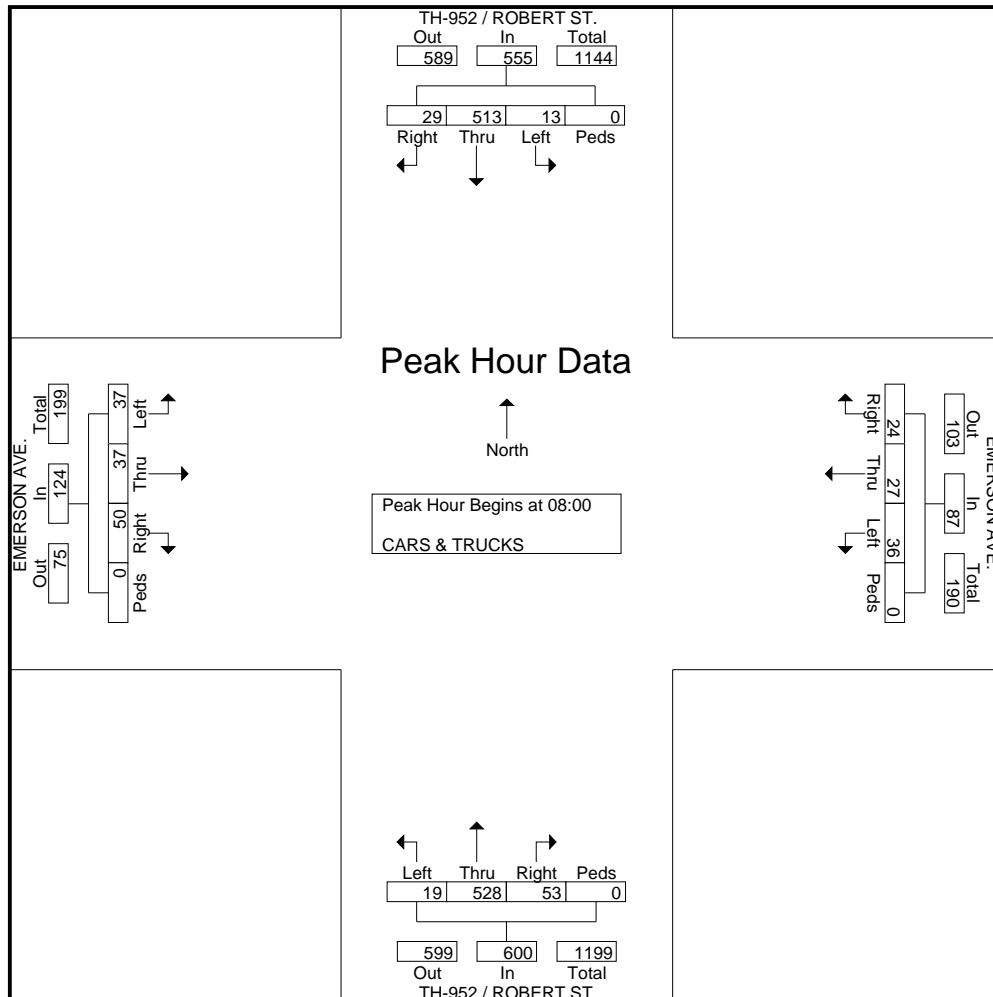 TH-952 / ROBERT ST.
Out In Total
589 555 1144
29 513 13 0
Right Thru Left Peds
Peak Hour Data
North
Peak Hour Begins at 08:00
CARS & TRUCKS
EMERSON AVE.
Out In Total
75 124 199
0 50 37 37
Peds Right Thru Left
EMERSON AVE.
Out In Total
103 87 190
24 27 36 0
Right Thru Left Peds
Left Thru Right Peds
19 528 53 0
599 600 1199
Out In Total
TH-952 / ROBERT ST.